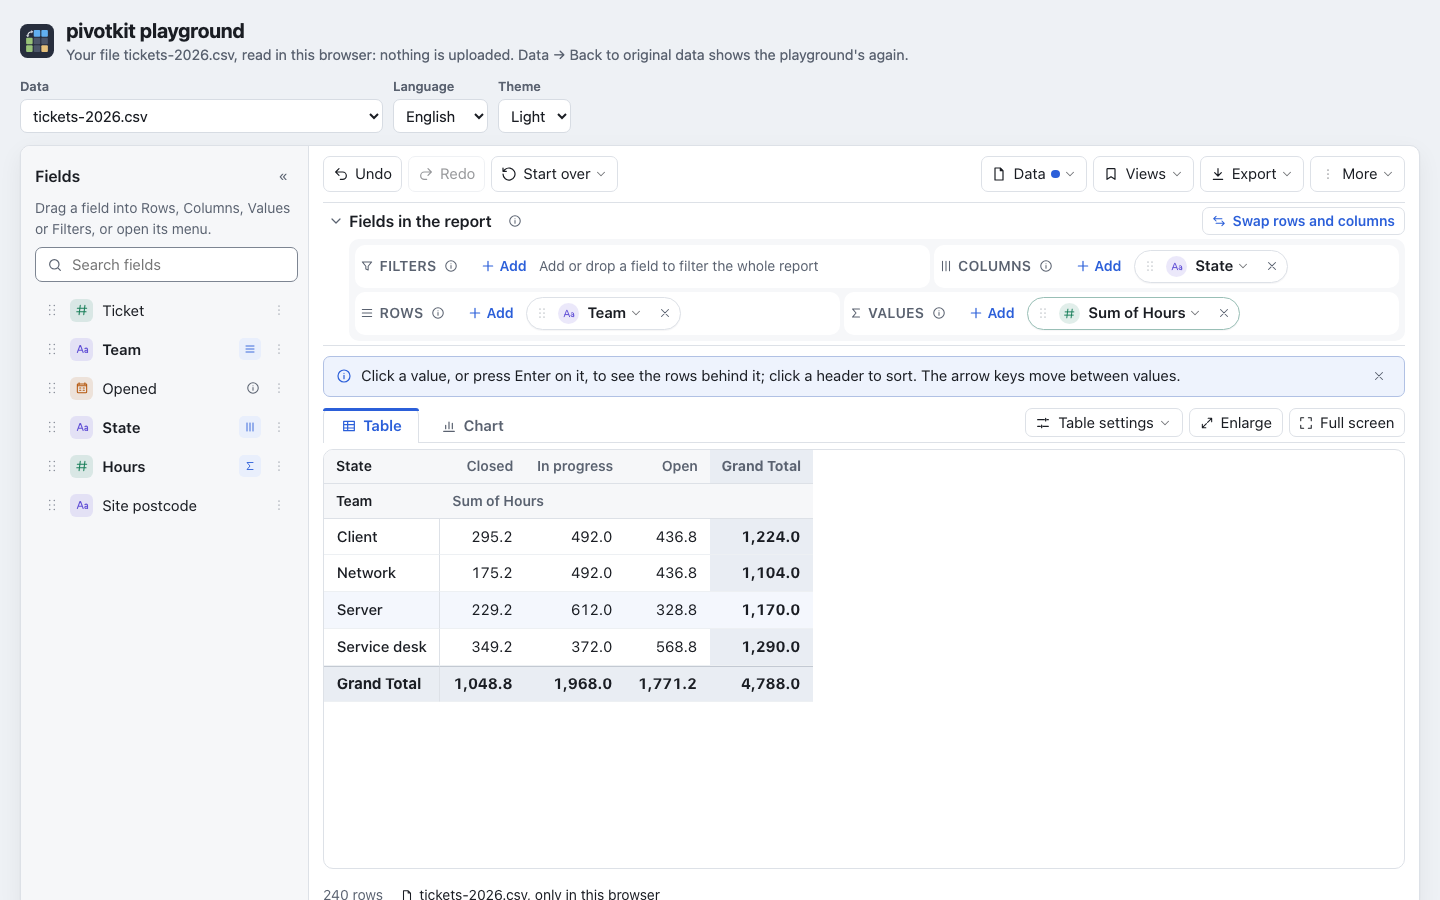 pivotkit playground
Your file tickets-2026.csv, read in this browser: nothing is uploaded. Data → Back to original data shows the playground's again.
Data
Language
Theme
tickets-2026.csv
English
Light
Fields
«
Drag a field into Rows, Columns, Values
or Filters, or open its menu.
Search fields
# Ticket
Aa Team
Opened
Aa State
# Hours Σ
Aa Site postcode
Undo
Redo
Start over
Data
Views
Export
More
Fields in the report
Swap rows and columns
FILTERS + Add Add or drop a field to filter the whole report
COLUMNS + Add Aa State
ROWS + Add Aa Team
Σ VALUES + Add # Sum of Hours
Click a value, or press Enter on it, to see the rows behind it; click a header to sort. The arrow keys move between values.
Table
Chart
Table settings
Enlarge
Full screen
State Closed In progress Open Grand Total
Team Sum of Hours
Client 295.2 492.0 436.8 1,224.0
Network 175.2 492.0 436.8 1,104.0
Server 229.2 612.0 328.8 1,170.0
Service desk 349.2 372.0 568.8 1,290.0
Grand Total 1,048.8 1,968.0 1,771.2 4,788.0
240 rows tickets-2026.csv, only in this browser